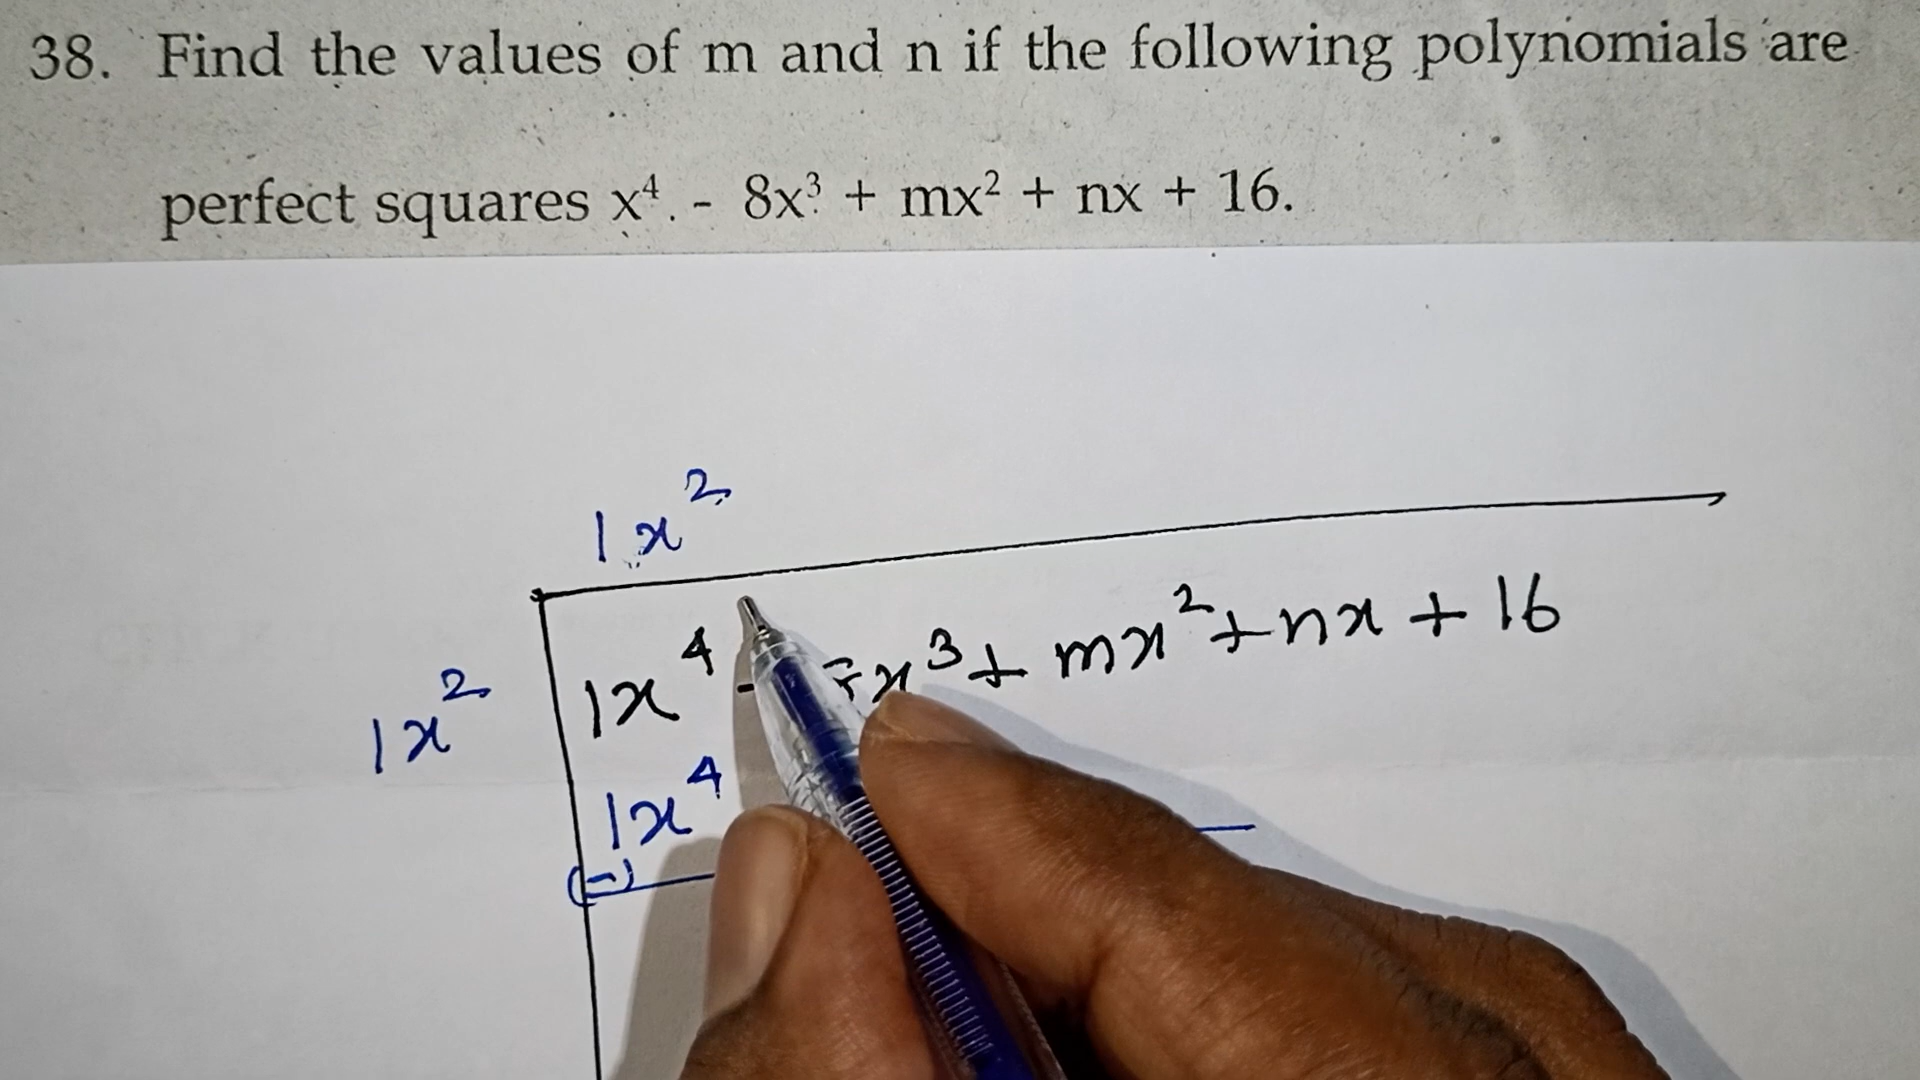 38. Find the values of m and n if the following polynomials are
perfect squares x⁴ - 8x³ + mx² + nx + 16.
1x²
1x² 1x⁴ - x³ + mx² + nx + 16
1x⁴
(-)